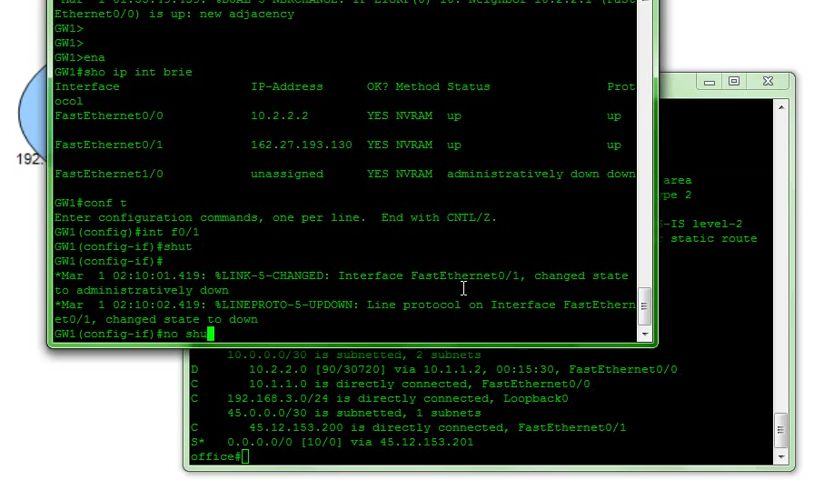 Ethernet0/0) is up: new adjacency
GW1>
GW1>
GW1>ena
GW1#sho ip int brie
Interface IP-Address OK? Method Status Prot
ocol
FastEthernet0/0 10.2.2.2 YES NVRAM up up
FastEthernet0/1 162.27.193.130 YES NVRAM up up
FastEthernet1/0 unassigned YES NVRAM administratively down down
GW1#conf t
Enter configuration commands, one per line. End with CNTL/Z.
GW1(config)#int f0/1
GW1(config-if)#shut
GW1(config-if)#
*Mar 1 02:10:01.419: %LINK-5-CHANGED: Interface FastEthernet0/1, changed state
to administratively down
*Mar 1 02:10:02.419: %LINEPROTO-5-UPDOWN: Line protocol on Interface FastEthern
et0/1, changed state to down
GW1(config-if)#no shu
192.
area
pe 2
S-IS level-2
static route
10.0.0.0/30 is subnetted, 2 subnets
D 10.2.2.0 [90/30720] via 10.1.1.2, 00:15:30, FastEthernet0/0
C 10.1.1.0 is directly connected, FastEthernet0/0
C 192.168.3.0/24 is directly connected, Loopback0
45.0.0.0/30 is subnetted, 1 subnets
C 45.12.153.200 is directly connected, FastEthernet0/1
S* 0.0.0.0/0 [10/0] via 45.12.153.201
office#